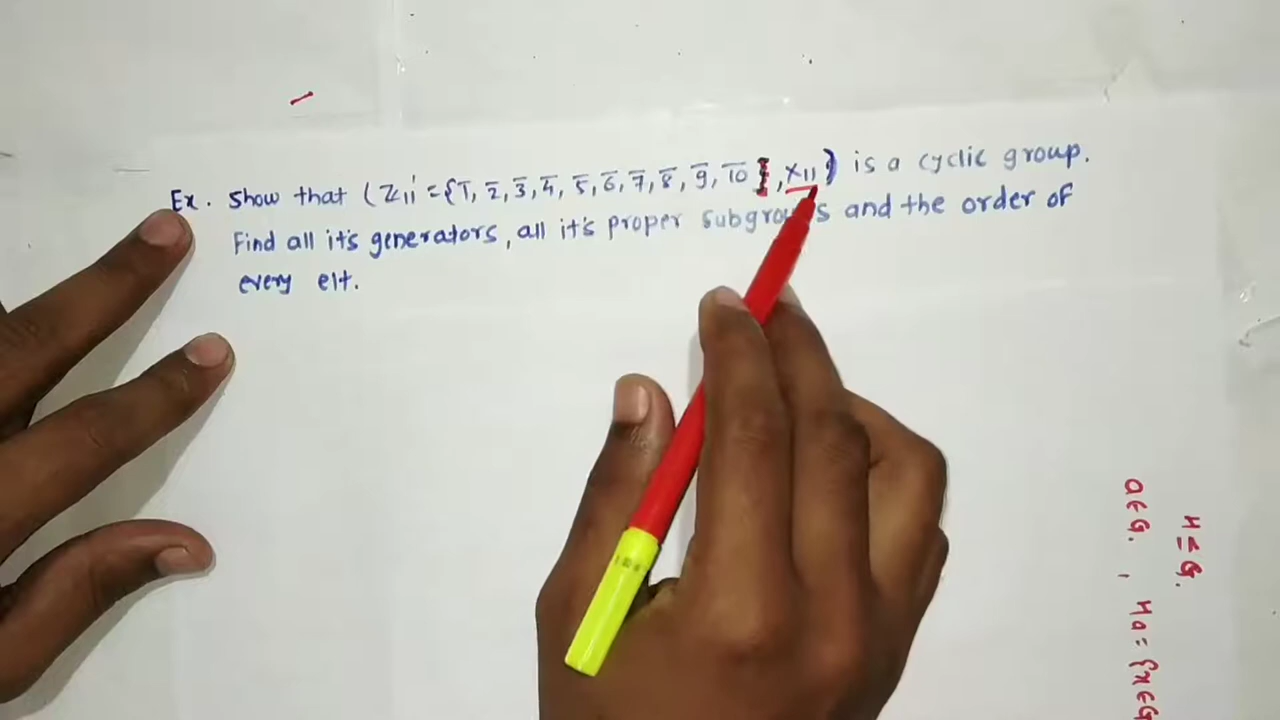 Ex. Show that (Z₁₁' = {1̅, 2̅, 3̅, 4̅, 5̅, 6̅, 7̅, 8̅, 9̅, 1̅0̅}, ×₁₁) is a cyclic group.
Find all it's generators, all it's proper subgroups and the order of
every elt.
H ≤ G.
a ∈ G. , Ha = {x ∈ G